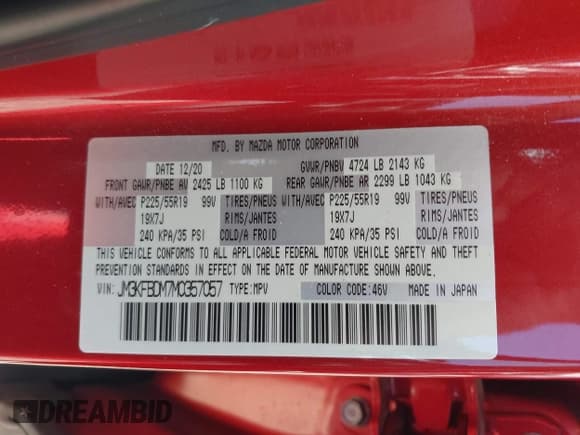 MFD. BY MAZDA MOTOR CORPORATION
DATE 12/20 GVWR/PNBV 4724 LB 2143 KG
FRONT GAWR/PNBE AV 2425 LB 1100 KG REAR GAWR/PNBE AR 2299 LB 1043 KG
WITH/AVEC P225/55R19 99V TIRES/PNEUS WITH/AVEC P225/55R19 99V TIRES/PNEUS
19X7J RIMS/JANTES 19X7J RIMS/JANTES
240 KPA/35 PSI COLD/A FROID 240 KPA/35 PSI COLD/A FROID
THIS VEHICLE CONFORMS TO ALL APPLICABLE FEDERAL MOTOR VEHICLE SAFETY AND THEFT
PREVENTION STANDARDS IN EFFECT ON THE DATE OF MANUFACTURE SHOWN ABOVE.
JM3KFBDM7M0357057 TYPE:MPV COLOR CODE:46V MADE IN JAPAN
DREAMBID